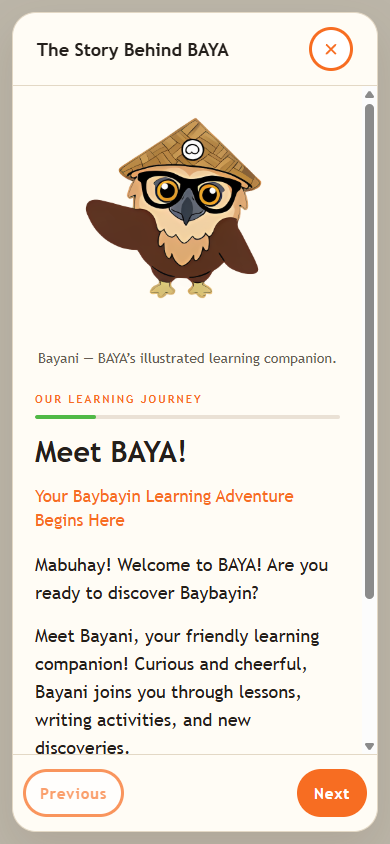 The Story Behind BAYA
Bayani — BAYA’s illustrated learning companion.
OUR LEARNING JOURNEY
Meet BAYA!
Your Baybayin Learning Adventure
Begins Here
Mabuhay! Welcome to BAYA! Are you
ready to discover Baybayin?
Meet Bayani, your friendly learning
companion! Curious and cheerful,
Bayani joins you through lessons,
writing activities, and new
discoveries.
Previous
Next